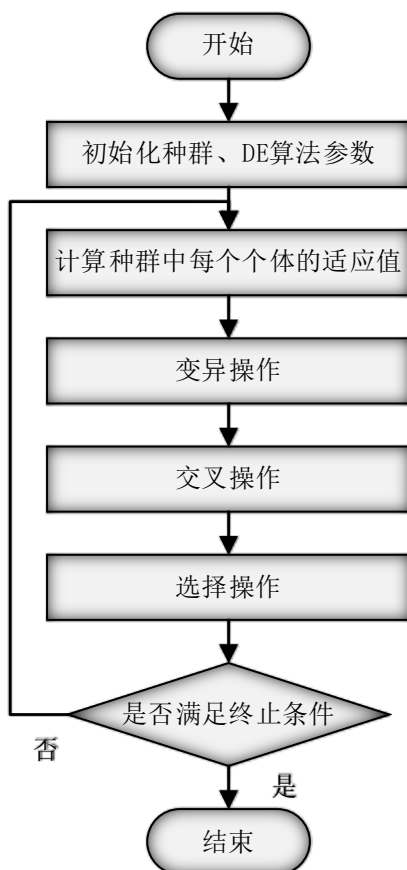 开始
初始化种群、DE算法参数
计算种群中每个个体的适应值
变异操作
交叉操作
选择操作
是否满足终止条件
否
是
结束